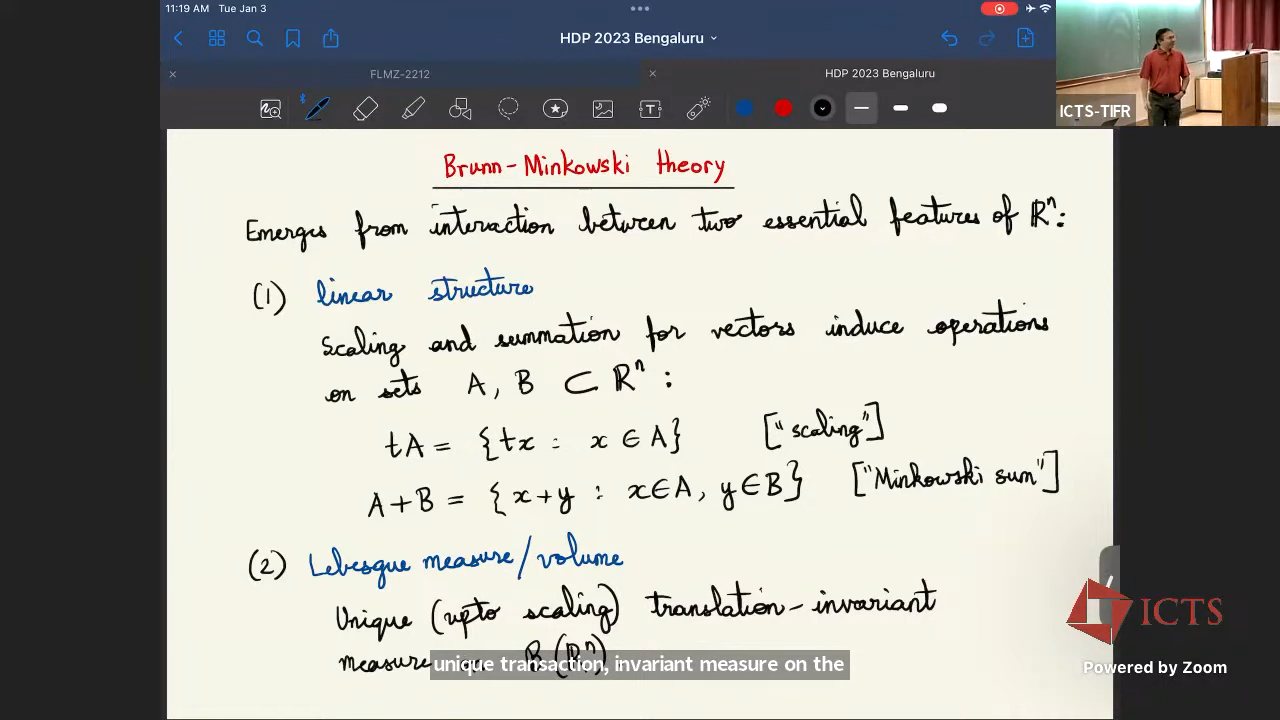 11:19 AM Tue Jan 3
HDP 2023 Bengaluru
FLMZ-2212
HDP 2023 Bengaluru
ICTS-TIFR
Brunn-Minkowski theory
Emerges from interaction between two essential features of ℝⁿ:
(1) linear structure
Scaling and summation for vectors induce operations
on sets A, B ⊂ ℝⁿ :
tA = {tx : x ∈ A} ["scaling"]
A+B = {x+y : x∈A, y∈B} ["Minkowski sum"]
(2) Lebesgue measure/volume
Unique (upto scaling) translation-invariant
measure B(ℝⁿ)
unique transaction, invariant measure on the
ICTS
Powered by Zoom